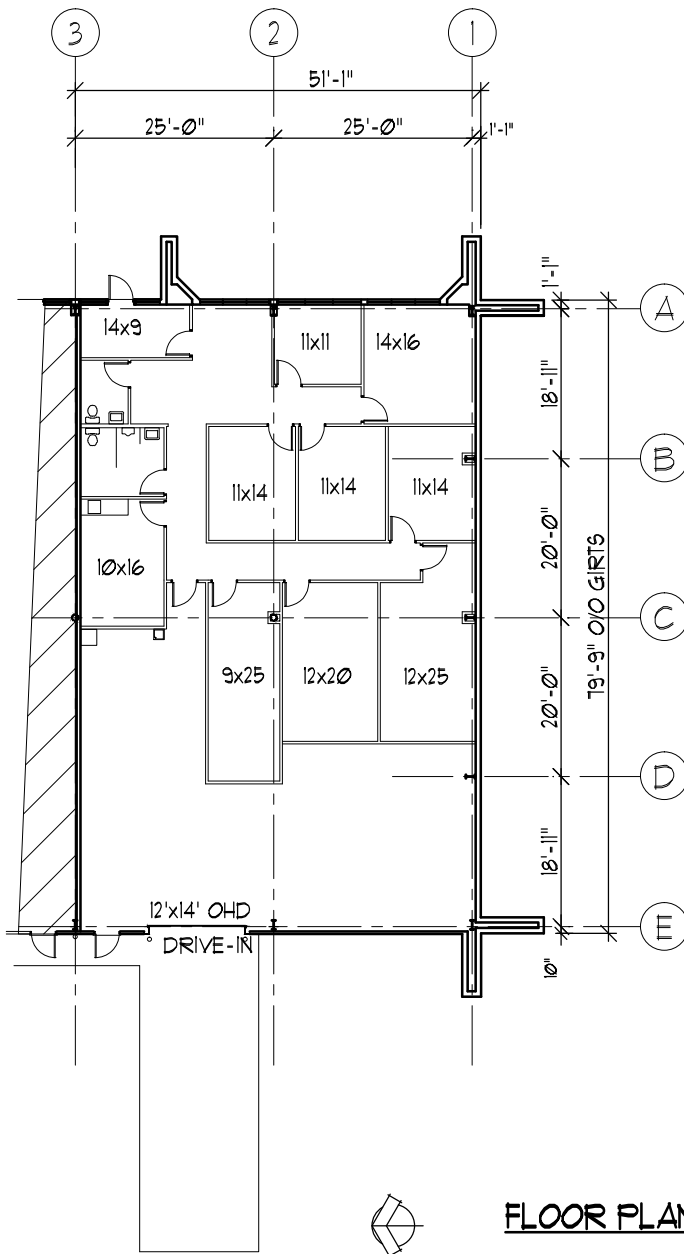 3 2 1
51'-1"
25'-0" 25'-0" 1'-1"
1'-1"
A
14x9 11x11 14x16
18'-11"
B
11x14 11x14 11x14
20'-0"
10x16
79'-9" O/O GIRTS
C
9x25 12x20 12x25
20'-0"
D
18'-11"
12'x14' OHD
E
DRIVE-IN
10"
FLOOR PLAN